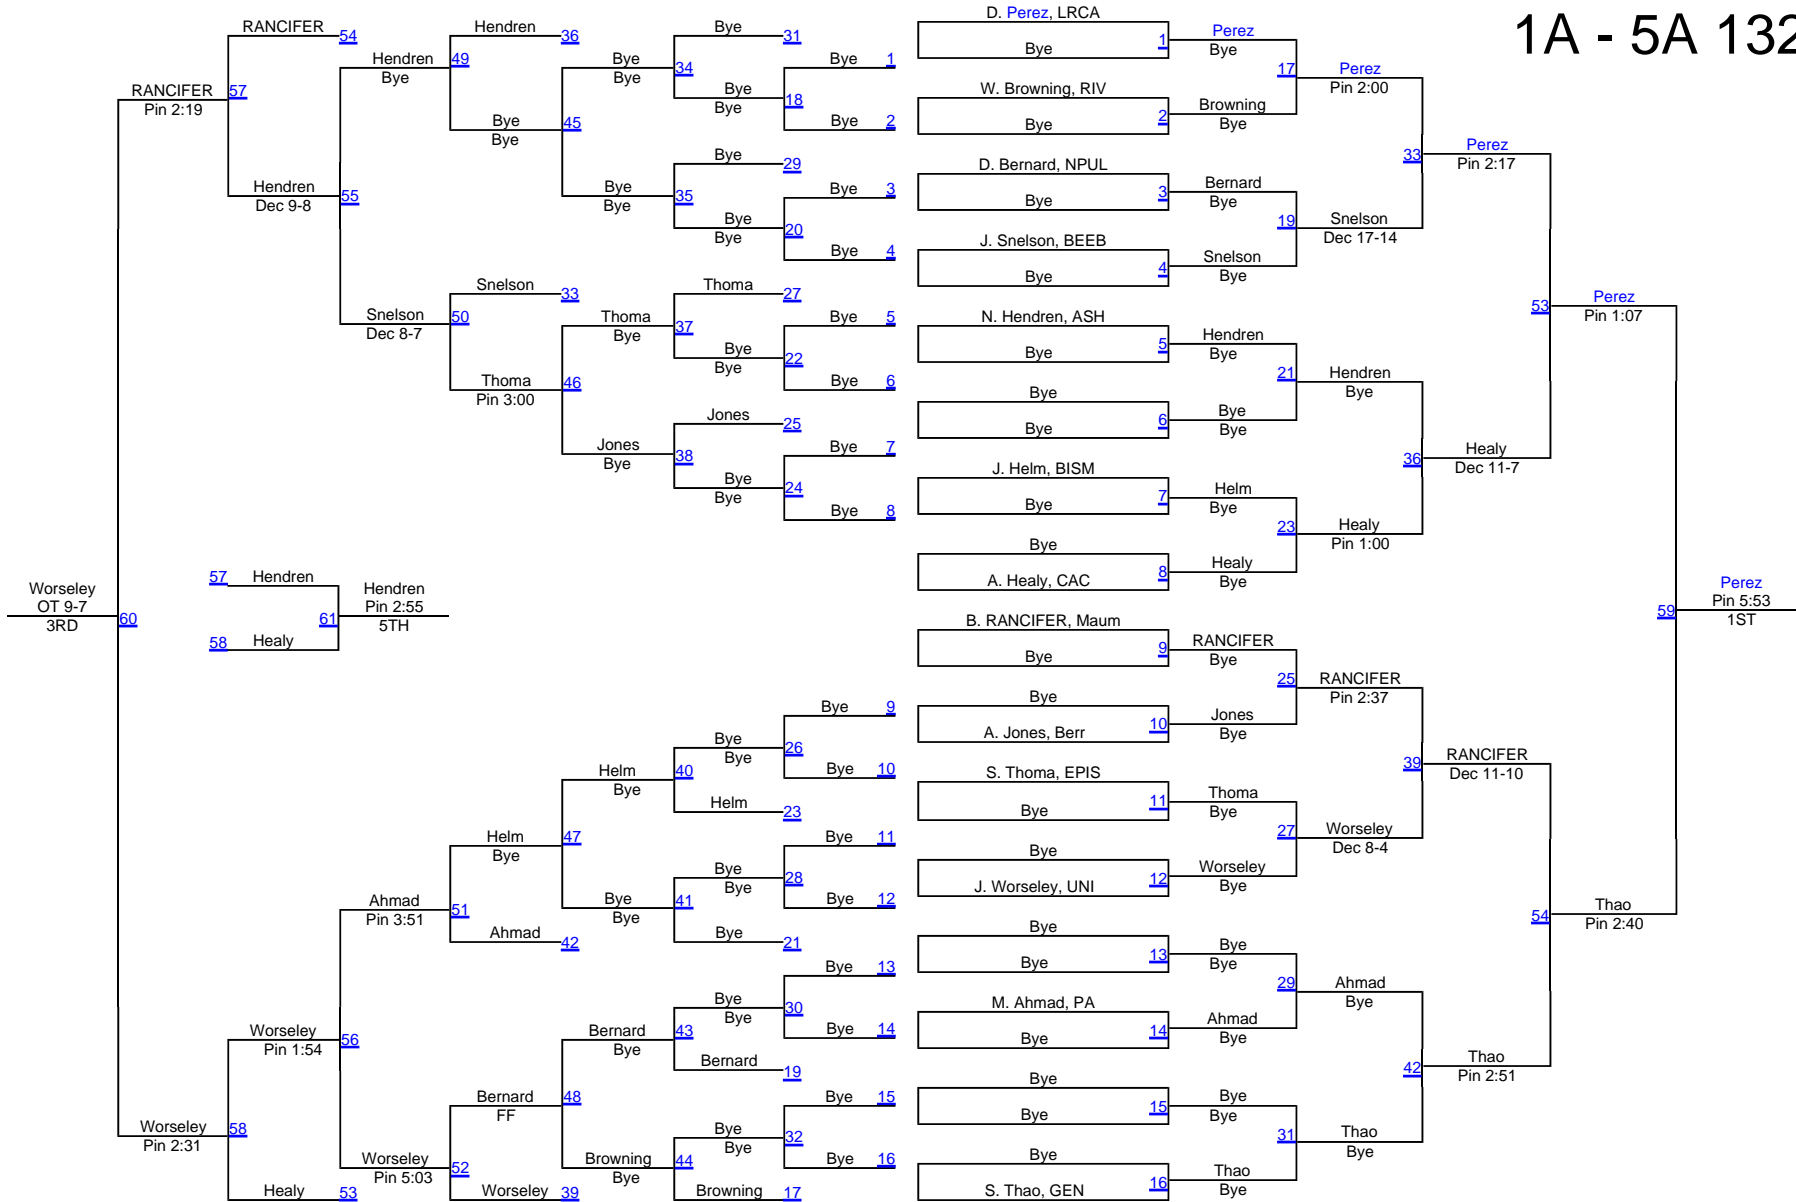 1A - 5A 132
D. Perez, LRCA
Bye
1
W. Browning, RIV
Bye
2
D. Bernard, NPUL
Bye
3
J. Snelson, BEEB
Bye
4
N. Hendren, ASH
Bye
5
Bye
Bye
6
J. Helm, BISM
Bye
7
Bye
A. Healy, CAC
8
B. RANCIFER, Maum
Bye
9
Bye
A. Jones, Berr
10
S. Thoma, EPIS
Bye
11
Bye
J. Worseley, UNI
12
Bye
Bye
13
M. Ahmad, PA
Bye
14
Bye
Bye
15
Bye
S. Thao, GEN
16
Perez
Bye
17
Browning
Bye
Bernard
Bye
19
Snelson
Bye
Hendren
Bye
21
Bye
Bye
Helm
Bye
23
Healy
Bye
RANCIFER
Bye
25
Jones
Bye
Thoma
Bye
27
Worseley
Bye
Bye
Bye
29
Ahmad
Bye
Bye
Bye
31
Thao
Bye
Perez
Pin 2:00
33
Snelson
Dec 17-14
Hendren
Bye
36
Healy
Pin 1:00
RANCIFER
Pin 2:37
39
Worseley
Dec 8-4
Ahmad
Bye
42
Thao
Bye
Perez
Pin 2:17
53
Healy
Dec 11-7
RANCIFER
Dec 11-10
54
Thao
Pin 2:51
Perez
Pin 1:07
59
Thao
Pin 2:40
Perez
Pin 5:53
1ST
Bye 1
18
Bye 2
Bye 3
20
Bye 4
Bye 5
22
Bye 6
Bye 7
24
Bye 8
Bye 9
26
Bye 10
Bye 11
28
Bye 12
Bye 13
30
Bye 14
Bye 15
32
Bye 16
Bye 31
34
Bye
Bye
Bye 29
35
Bye
Bye
Thoma 27
37
Bye
Bye
Jones 25
38
Bye
Bye
Bye
Bye
40
Helm 23
Bye
Bye
41
Bye 21
Bye
Bye
43
Bernard 19
Bye
Bye
44
Browning 17
Bye
Bye
45
Bye
Bye
Thoma
Bye
46
Jones
Bye
Helm
Bye
47
Bye
Bye
Bernard
Bye
48
Browning
Bye
Hendren 36
49
Bye
Bye
Snelson 33
50
Thoma
Pin 3:00
Helm
Bye
51
Ahmad 42
Bernard
FF
52
Worseley 39
Hendren
Bye
55
Snelson
Dec 8-7
Ahmad
Pin 3:51
56
Worseley
Pin 5:03
RANCIFER 54
57
Hendren
Dec 9-8
Worseley
Pin 1:54
58
Healy 53
RANCIFER
Pin 2:19
60
Worseley
Pin 2:31
Worseley
OT 9-7
3RD
57 Hendren
61
58 Healy
Hendren
Pin 2:55
5TH